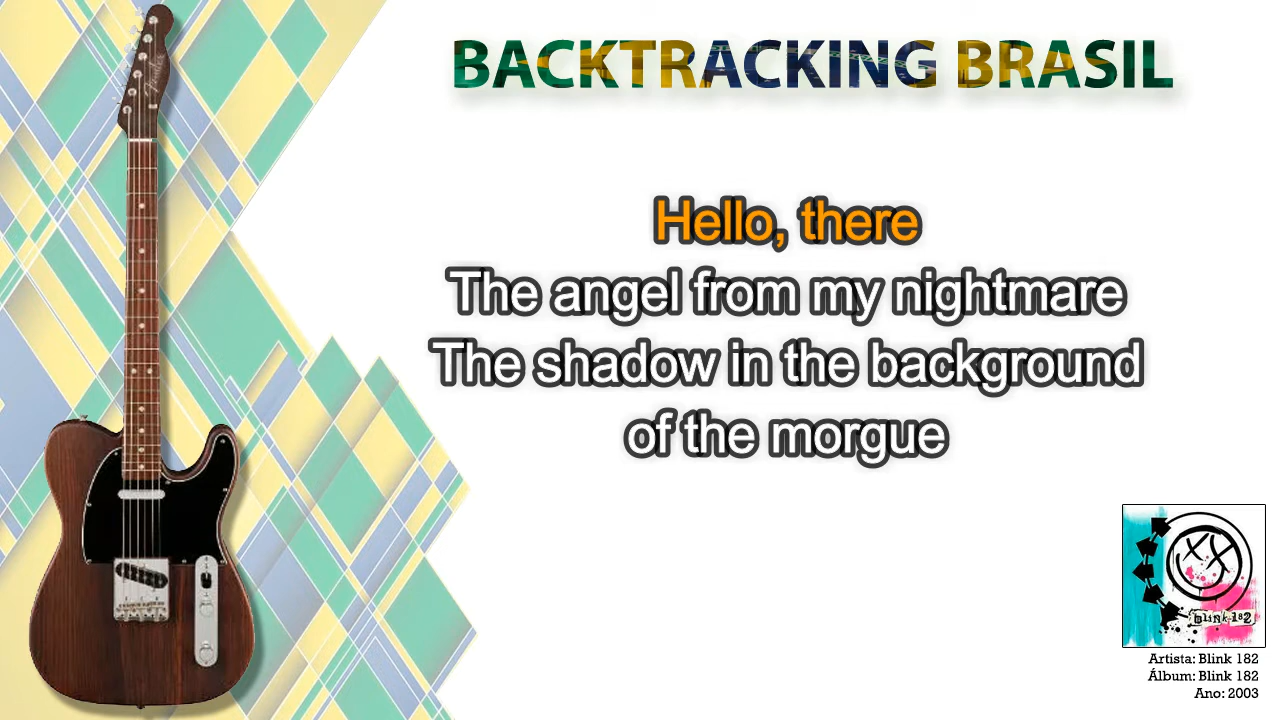 BACKTRACKING BRASIL
Hello, there
The angel from my nightmare
The shadow in the background
of the morgue
blink-182
Artista: Blink 182
Álbum: Blink 182
Ano: 2003
Fender